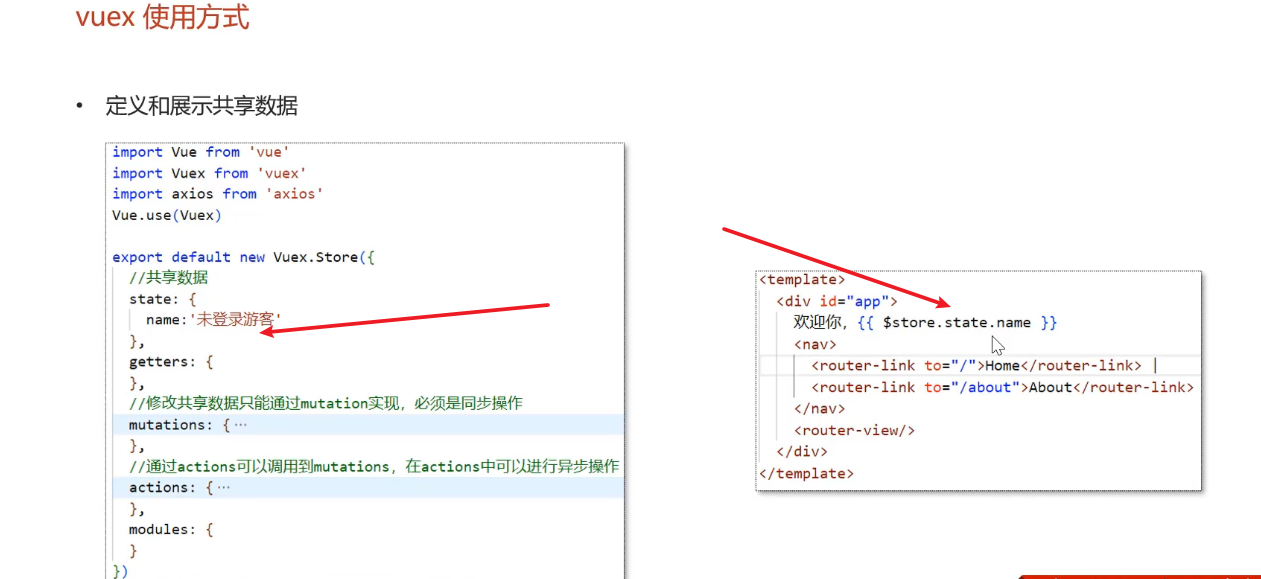 vuex 使用方式
• 定义和展示共享数据
import Vue from 'vue'
import Vuex from 'vuex'
import axios from 'axios'
Vue.use(Vuex)
export default new Vuex.Store({
//共享数据
state: {
name:'未登录游客'
},
getters: {
},
//修改共享数据只能通过mutation实现，必须是同步操作
mutations: {…
},
//通过actions可以调用到mutations，在actions中可以进行异步操作
actions: {…
},
modules: {
}
})
<template>
<div id="app">
欢迎你，{{ $store.state.name }}
<nav>
<router-link to="/">Home</router-link> |
<router-link to="/about">About</router-link>
</nav>
<router-view/>
</div>
</template>